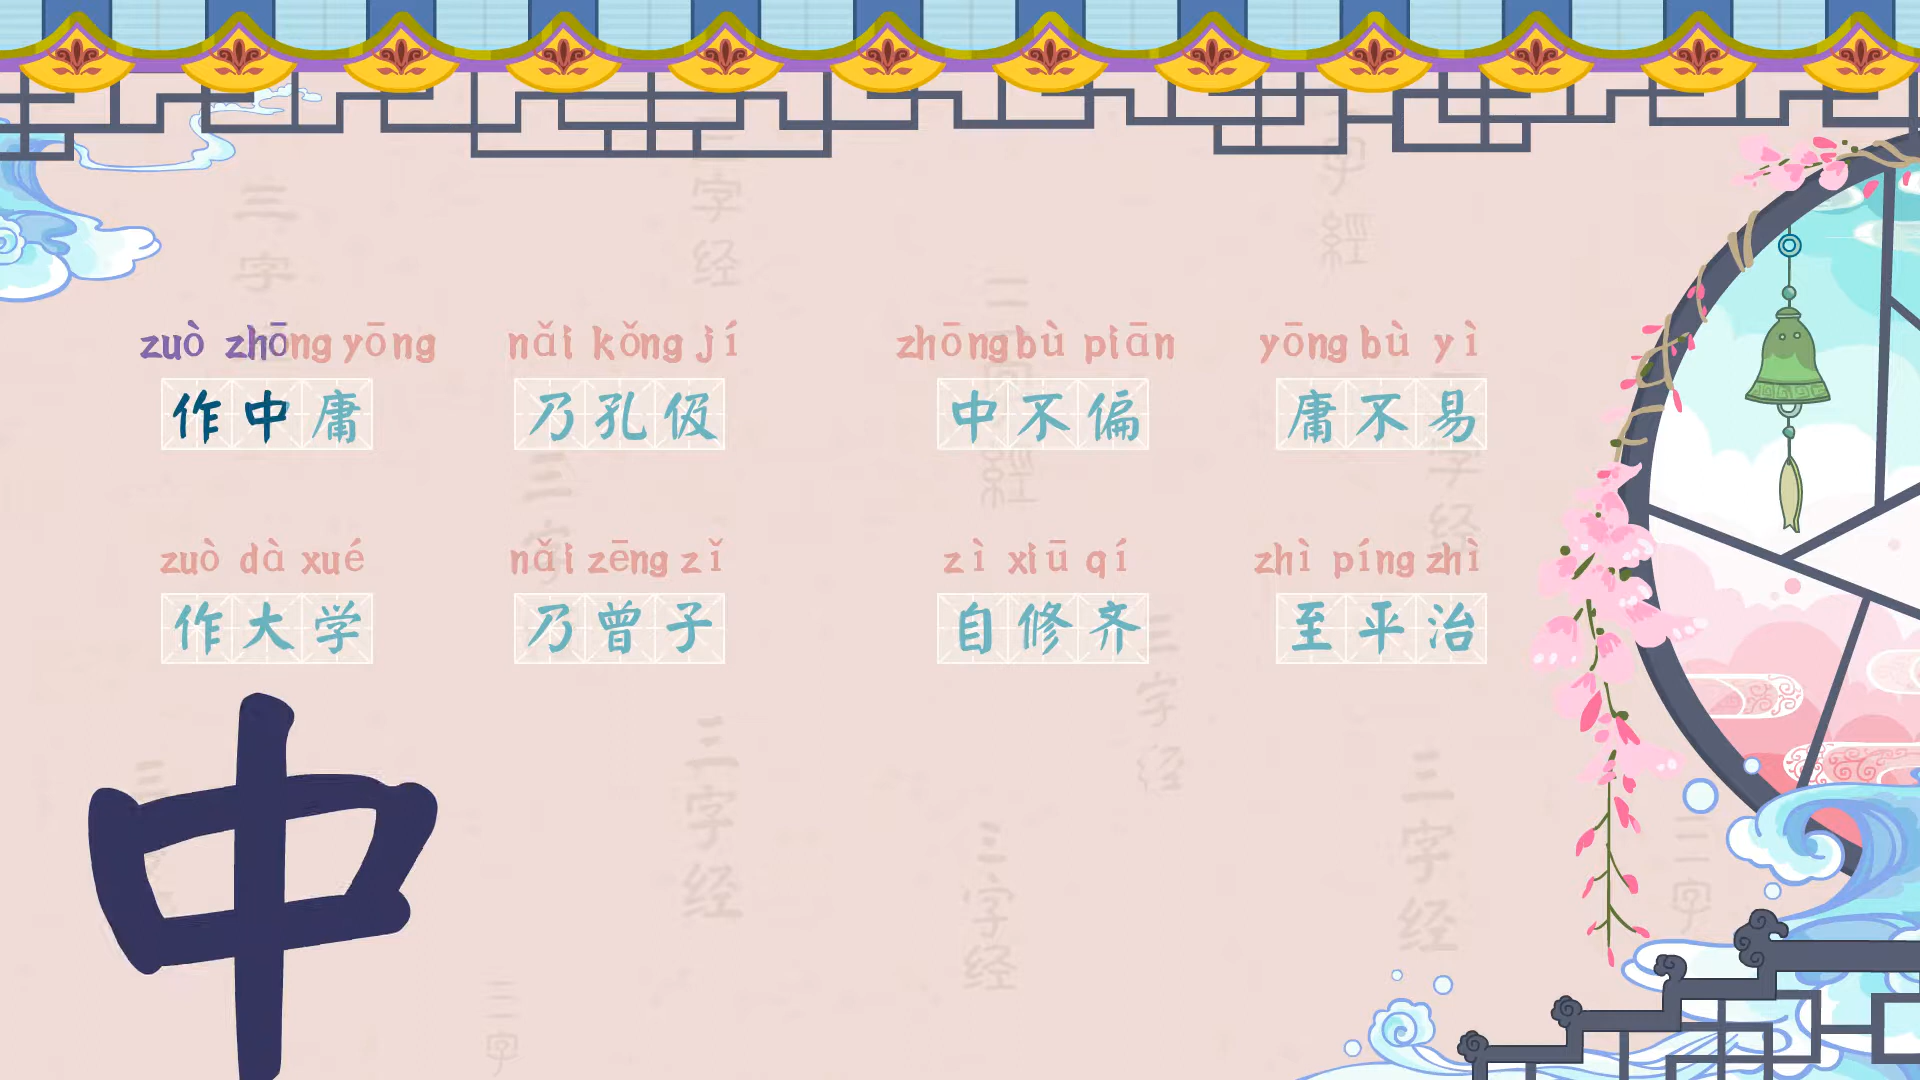 zuò zhōng yōng nǎi kǒng jí zhōng bù piān yōng bù yì
作中庸 乃孔伋 中不偏 庸不易
zuò dà xué nǎi zēng zǐ zì xiū qí zhì píng zhì
作大学 乃曾子 自修齐 至平治
中